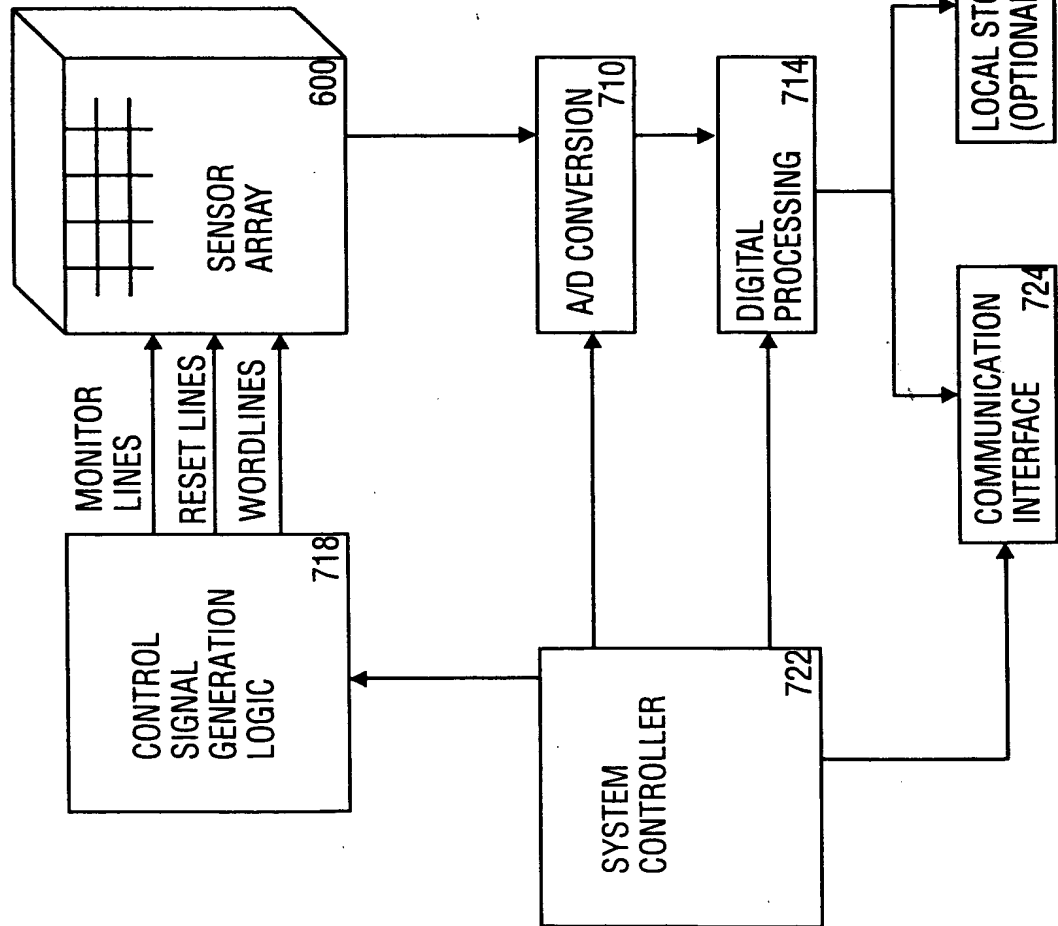 MONITOR
LINES
RESET LINES
WORDLINES
CONTROL
SIGNAL
GENERATION
LOGIC
718
SENSOR
ARRAY
600
A/D CONVERSION
710
DIGITAL
PROCESSING
714
SYSTEM
CONTROLLER
722
COMMUNICATION
INTERFACE
724
LOCAL